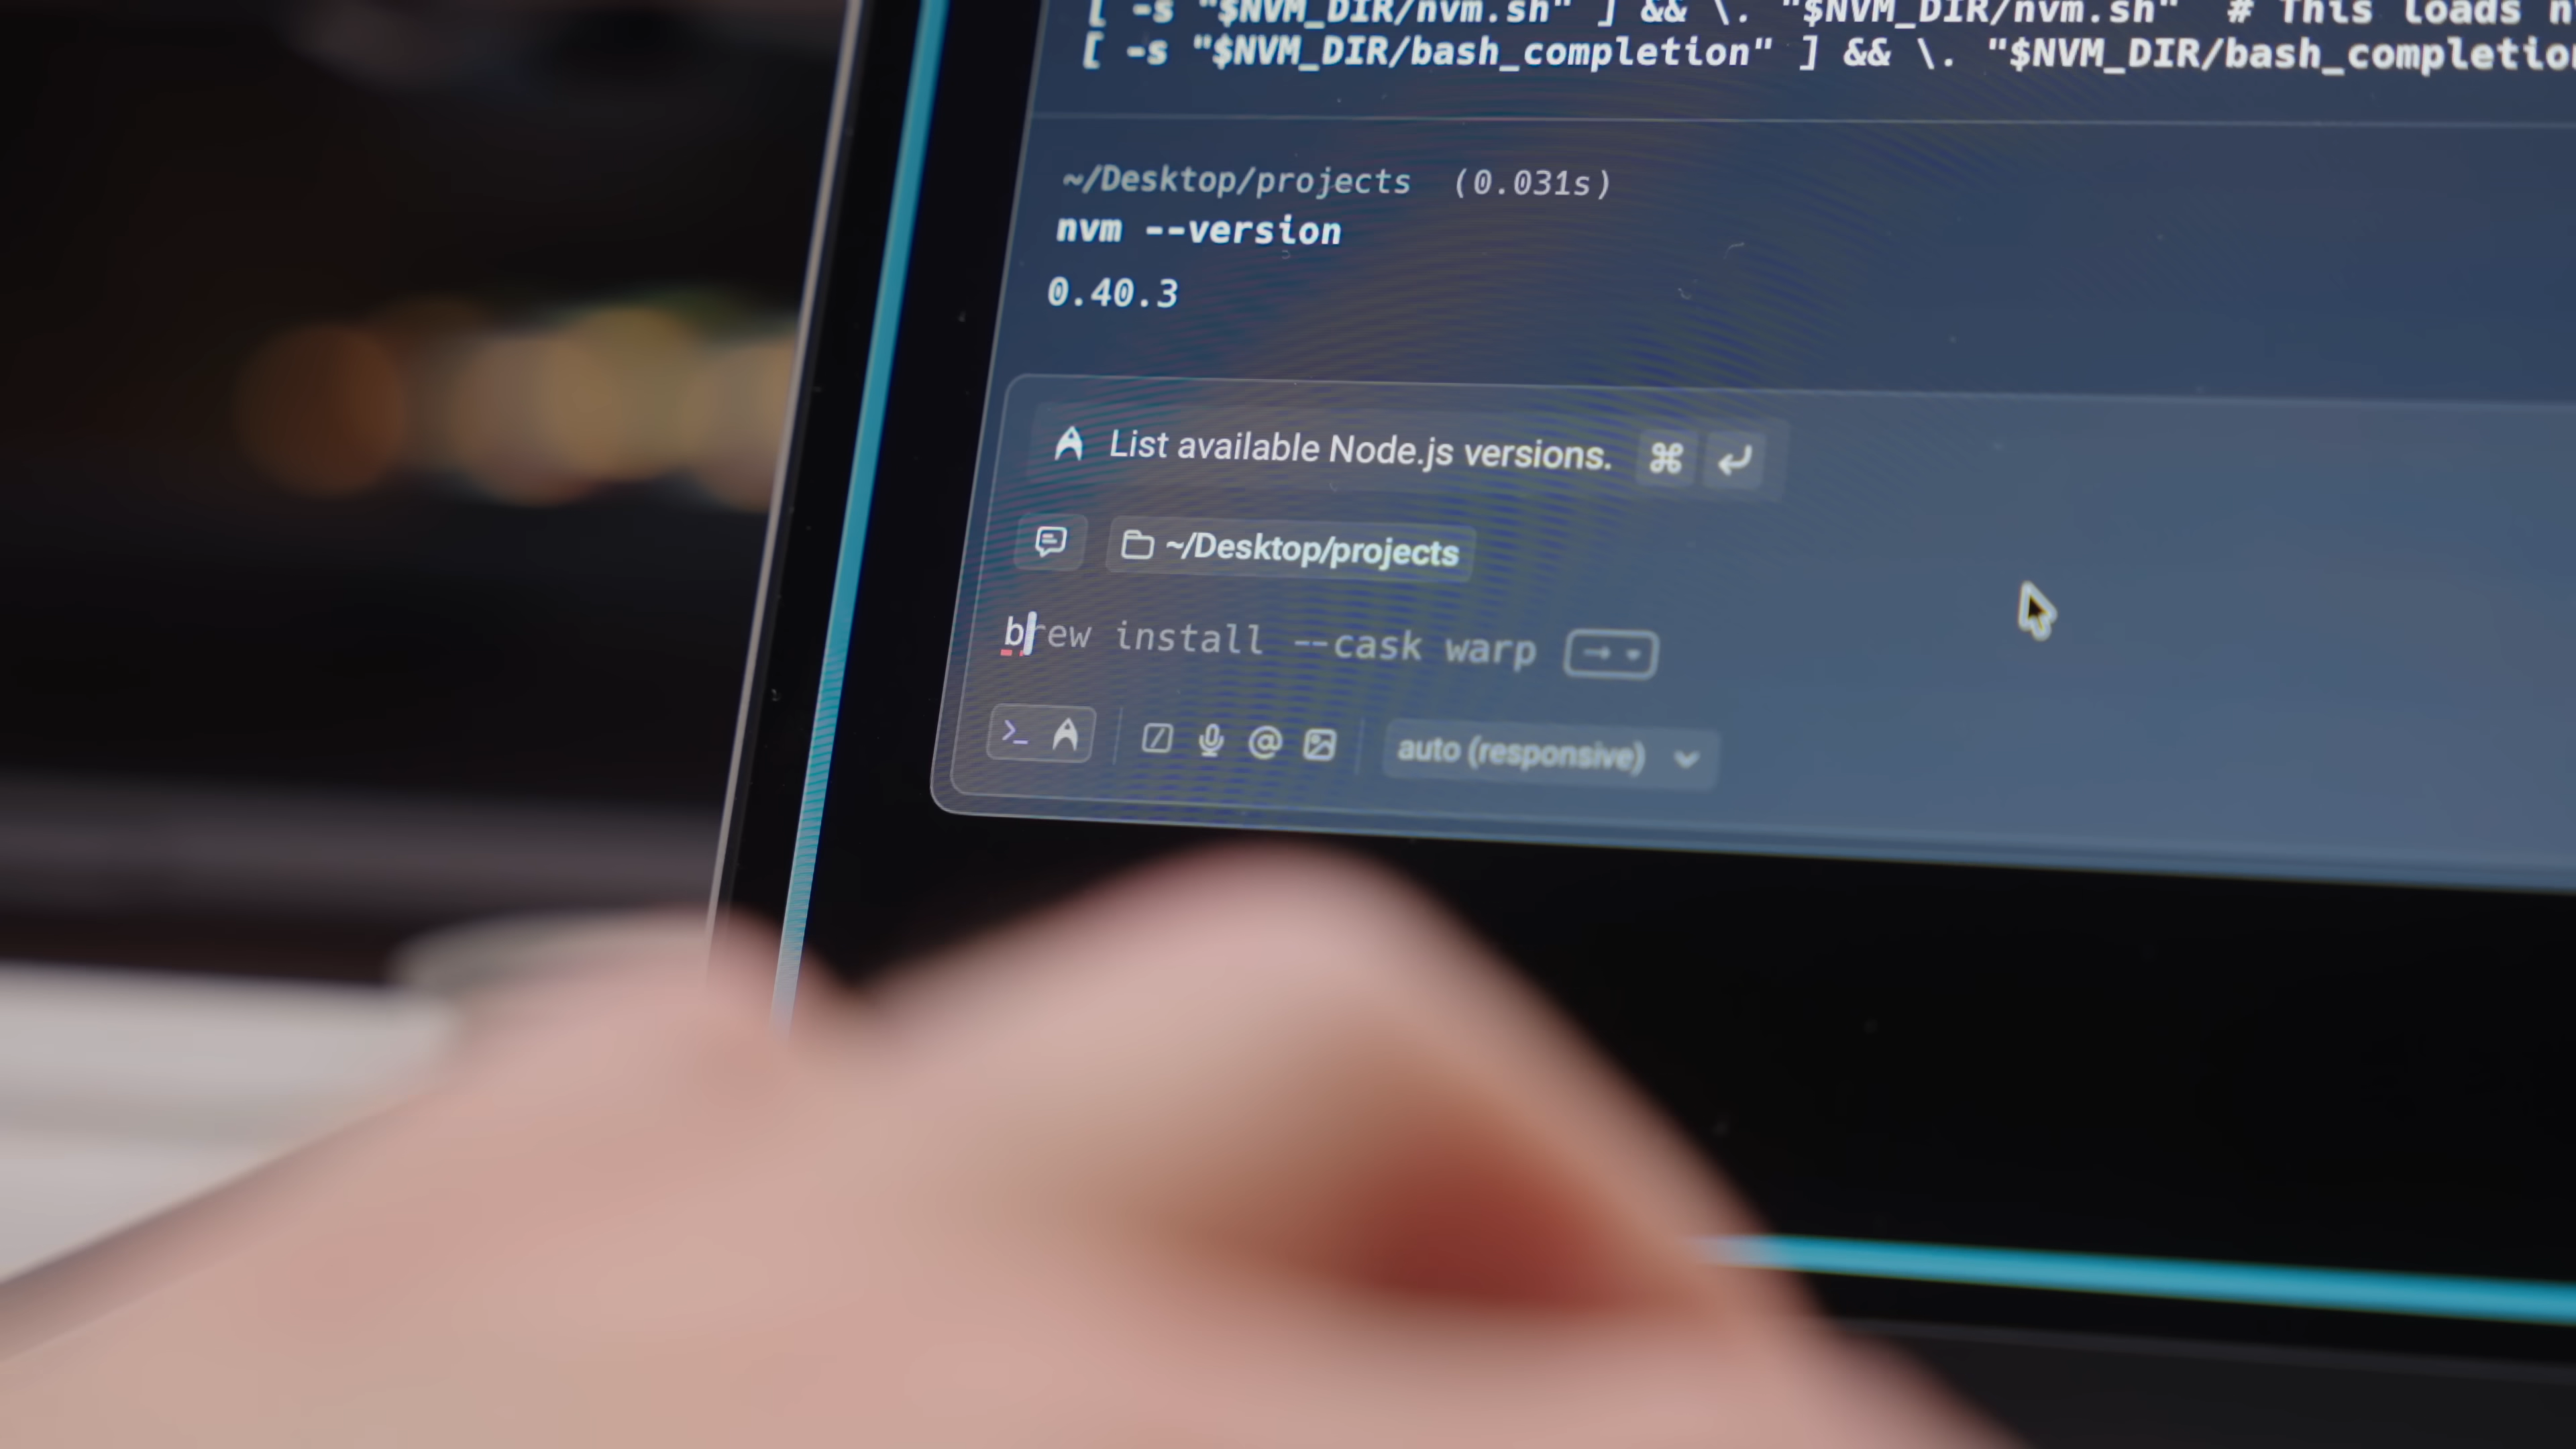 [ -s "$NVM_DIR/nvm.sh" ] && \. "$NVM_DIR/nvm.sh" # This loads
[ -s "$NVM_DIR/bash_completion" ] && \. "$NVM_DIR/bash_completio
~/Desktop/projects (0.031s)
nvm --version
0.40.3
List available Node.js versions. ⌘ ↵
~/Desktop/projects
brew install --cask warp →
>_ / @ auto (responsive)